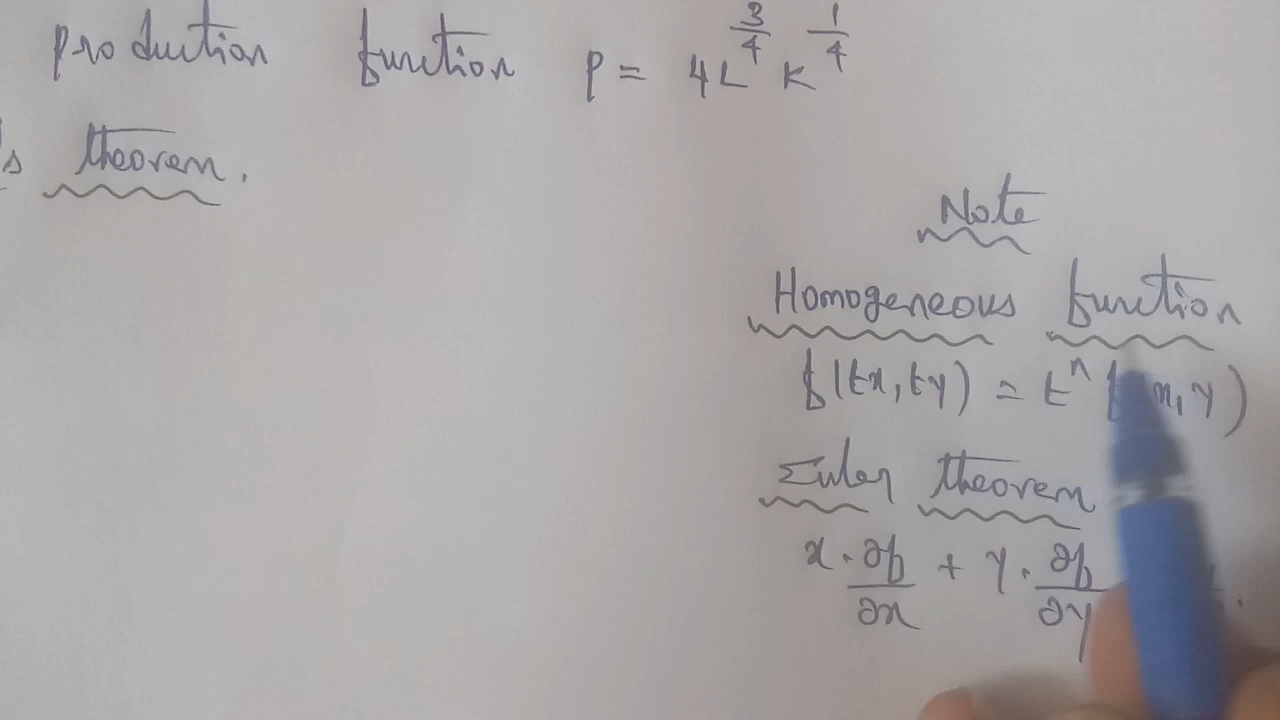 production function P = 4L^{3/4} K^{1/4}
s theorem.
Note
Homogeneous function
f(tx, ty) = t^n f(x, y)
Euler theorem
x. ∂f/∂x + y. ∂f/∂y